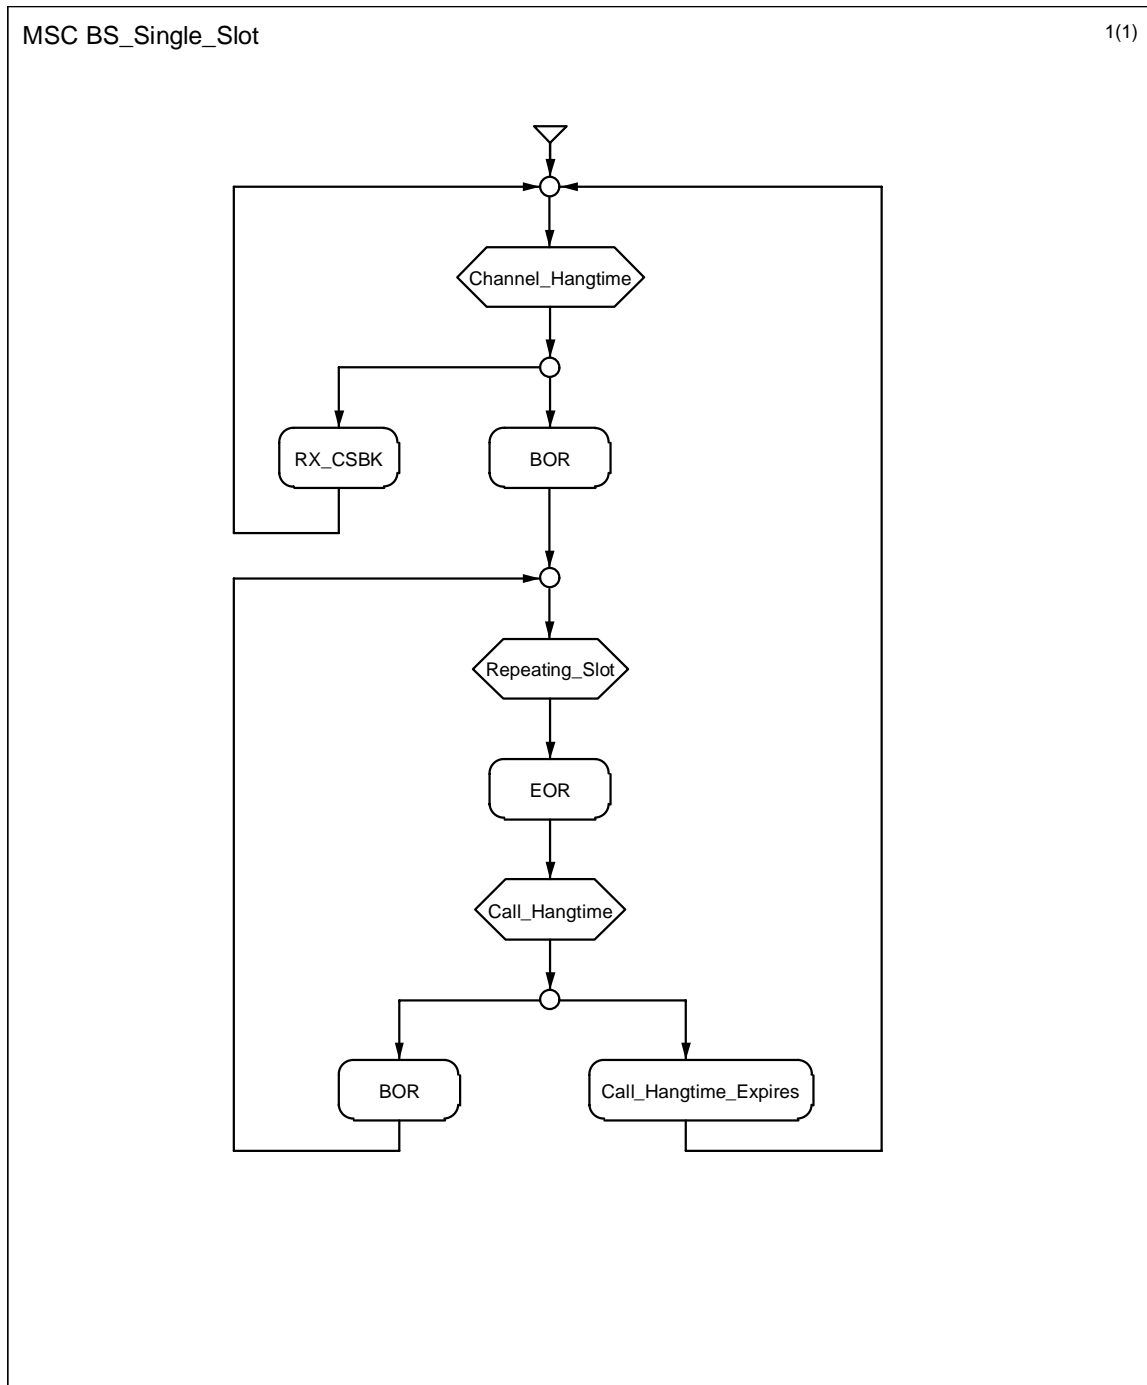 MSC BS_Single_Slot
1(1)
Channel_Hangtime
RX_CSBK
BOR
Repeating_Slot
EOR
Call_Hangtime
BOR
Call_Hangtime_Expires